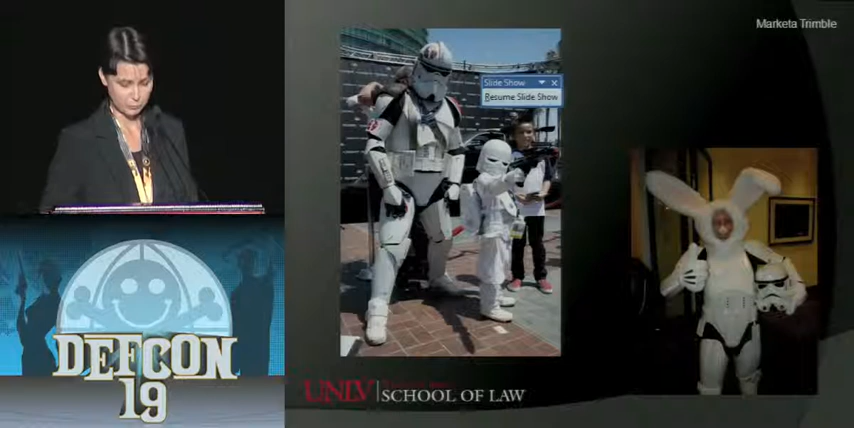 Marketa Trimble
Slide Show
Resume Slide Show
DEFCON
19
UNLV
SCHOOL OF LAW